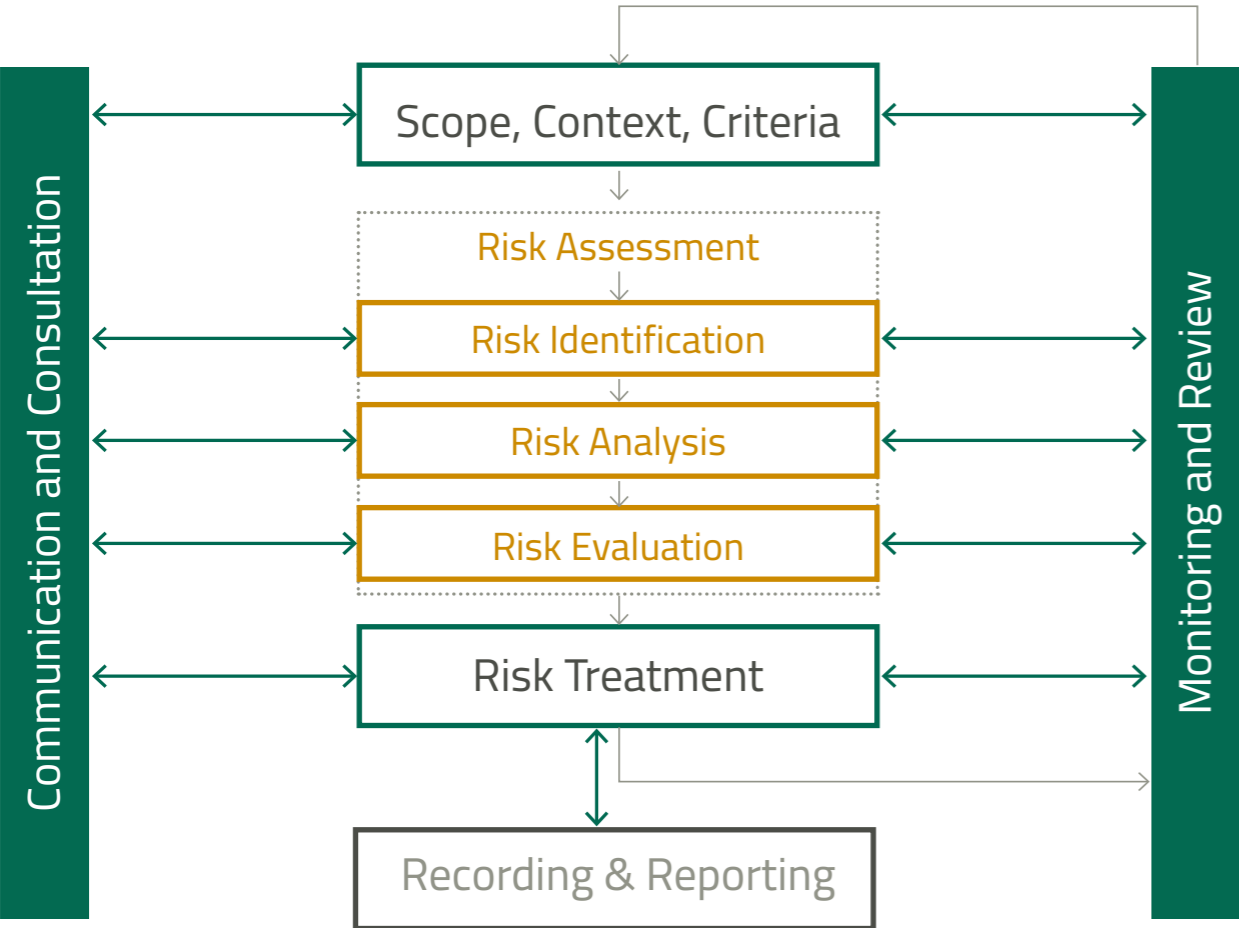 Communication and Consultation
Scope, Context, Criteria
Risk Assessment
Risk Identification
Risk Analysis
Risk Evaluation
Risk Treatment
Recording & Reporting
Monitoring and Review